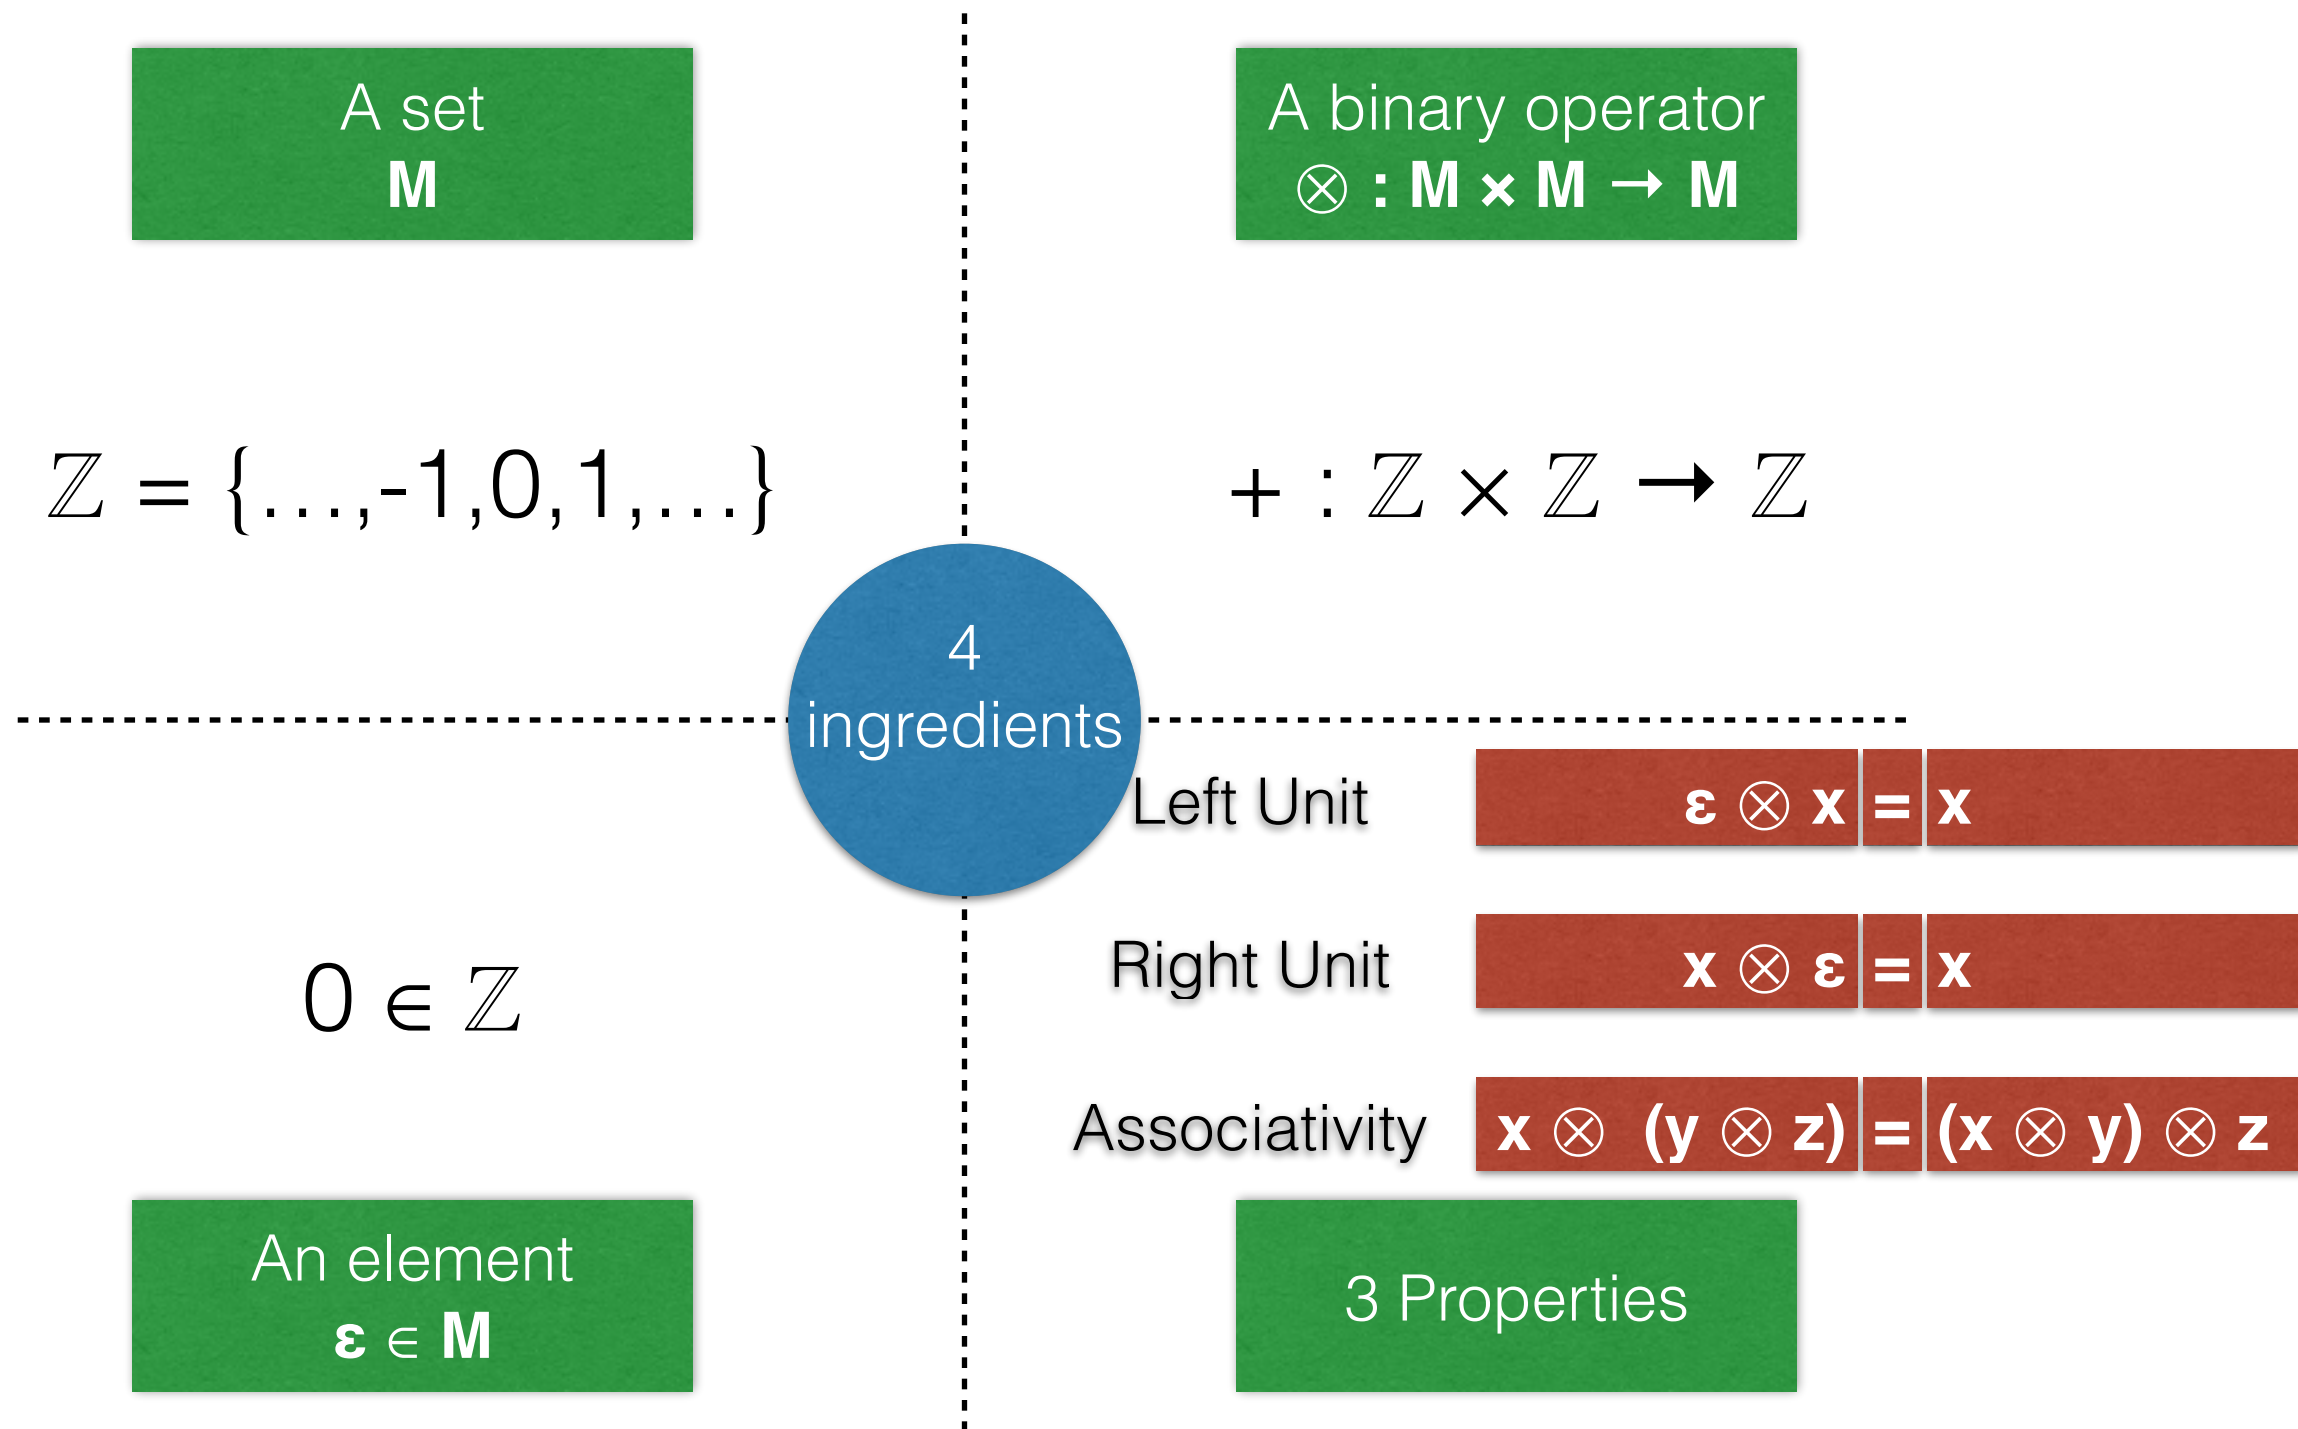 A set
M
A binary operator
⊗ : M × M → M
ℤ = {…,-1,0,1,…}
+ : ℤ × ℤ → ℤ
4
ingredients
Left Unit ε ⊗ x = x
Right Unit x ⊗ ε = x
Associativity x ⊗ (y ⊗ z) = (x ⊗ y) ⊗ z
0 ∈ ℤ
An element
ε ∈ M
3 Properties